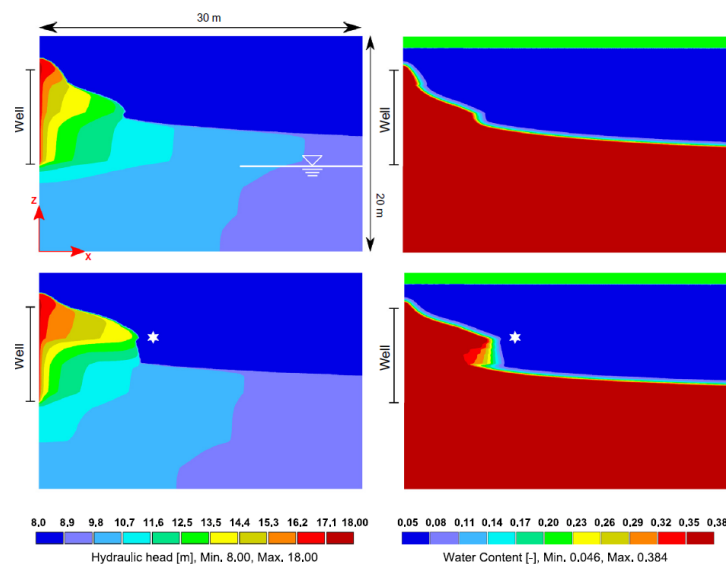 30 m
Well
Well
20 m
z
x
Well
Well
8,0 8,9 9,8 10,7 11,6 12,5 13,5 14,4 15,3 16,2 17,1 18,00
Hydraulic head [m], Min. 8.00, Max. 18.00
0,05 0,08 0,11 0,14 0,17 0,20 0,23 0,26 0,29 0,32 0,35 0,38
Water Content [-], Min. 0.046, Max. 0.384